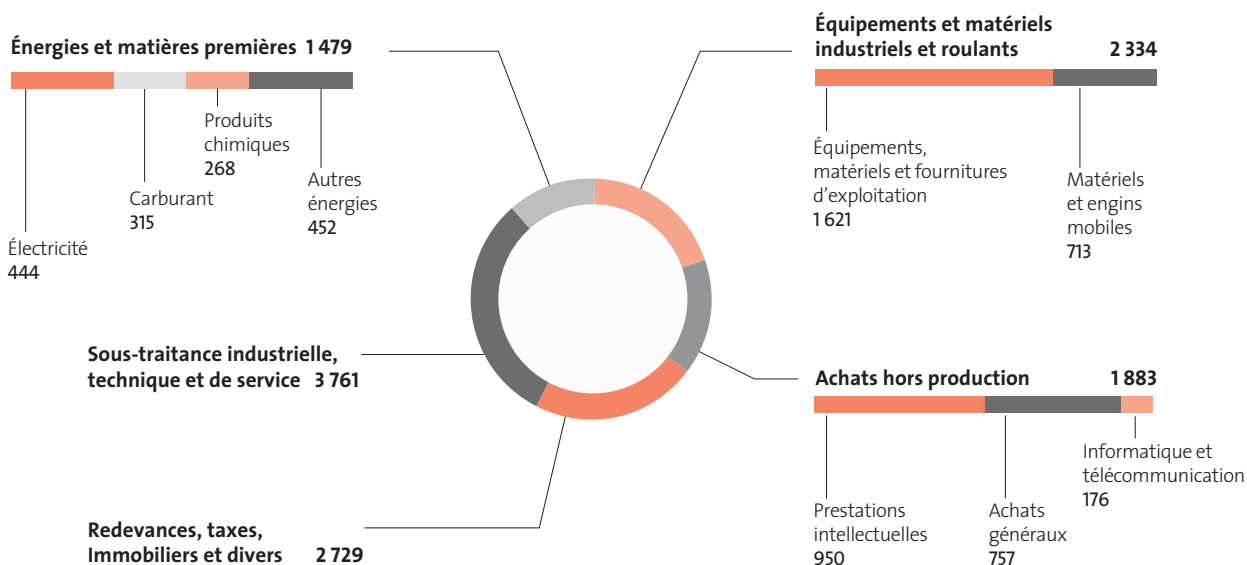 Énergies et matières premières 1 479
Électricité
444
Carburant
315
Produits
chimiques
268
Autres
énergies
452
Équipements et matériels
industriels et roulants 2 334
Équipements,
matériels et fournitures
d'exploitation
1 621
Matériels
et engins
mobiles
713
Sous-traitance industrielle,
technique et de service 3 761
Achats hors production 1 883
Prestations
intellectuelles
950
Achats
généraux
757
Informatique et
télécommunication
176
Redevances, taxes,
Immobiliers et divers 2 729